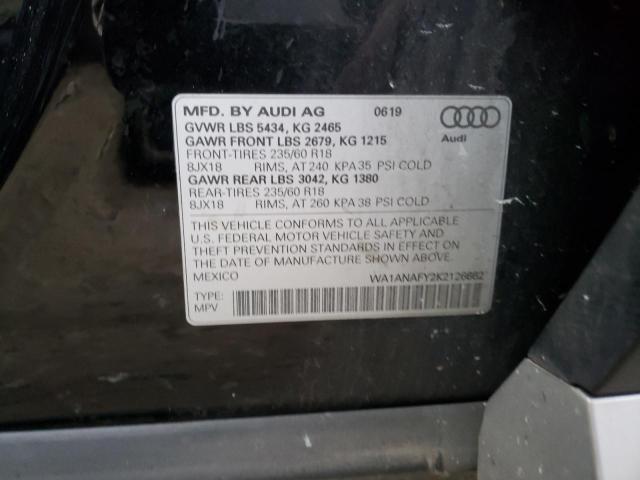 MFD. BY AUDI AG 0619
GVWR LBS 5434, KG 2465
GAWR FRONT LBS 2679, KG 1215
FRONT-TIRES 235/60 R18
8JX18 RIMS, AT 240 KPA 35 PSI COLD
GAWR REAR LBS 3042, KG 1380
REAR-TIRES 235/60 R18
8JX18 RIMS, AT 260 KPA 38 PSI COLD
Audi
THIS VEHICLE CONFORMS TO ALL APPLICABLE
U.S. FEDERAL MOTOR VEHICLE SAFETY AND
THEFT PREVENTION STANDARDS IN EFFECT ON
THE DATE OF MANUFACTURE SHOWN ABOVE.
MEXICO WA1ANAFY2K2126662
TYPE:
MPV